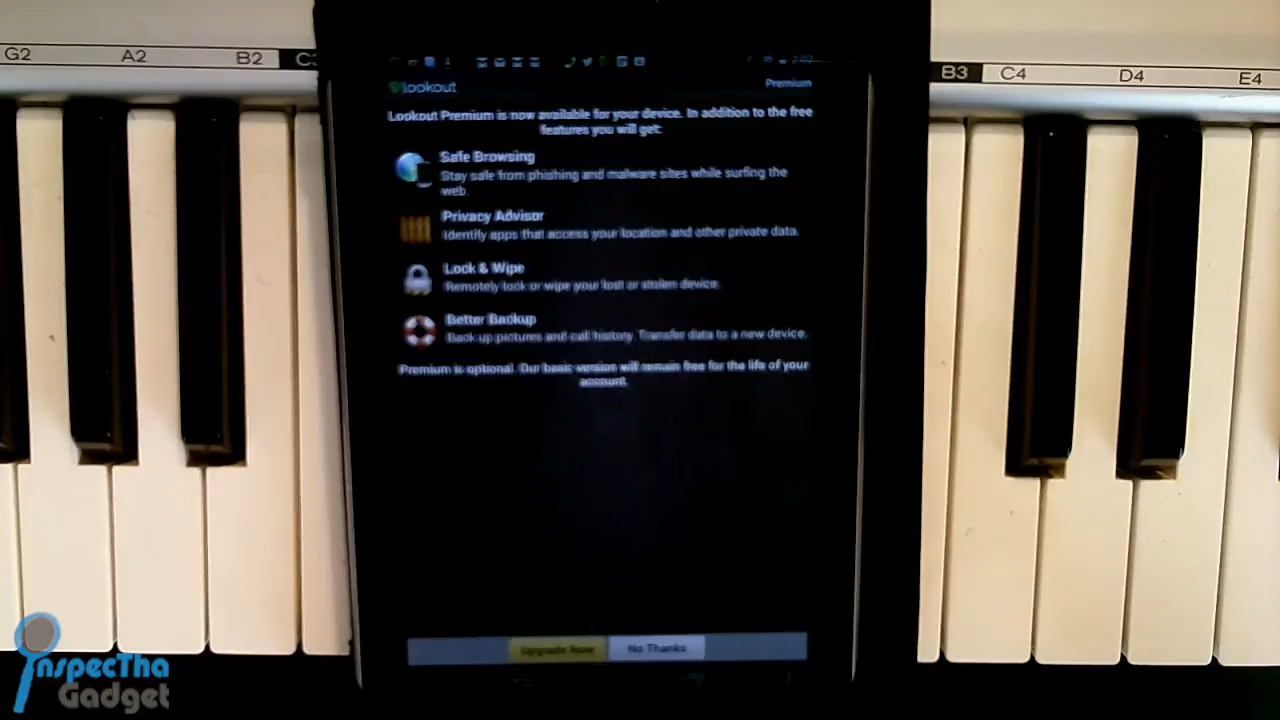 G2 A2 B2 C3 B3 C4 D4 E4
lookout Premium
Lookout Premium is now available for your device. In addition to the free
features you will get:
Safe Browsing
Stay safe from phishing and malware sites while surfing the
web.
Privacy Advisor
Identify apps that access your location and other private data.
Lock & Wipe
Remotely lock or wipe your lost or stolen device.
Better Backup
Back up pictures and call history. Transfer data to a new device.
Premium is optional. Our basic version will remain free for the life of your
account.
Upgrade Now No Thanks
InspecTha
Gadget